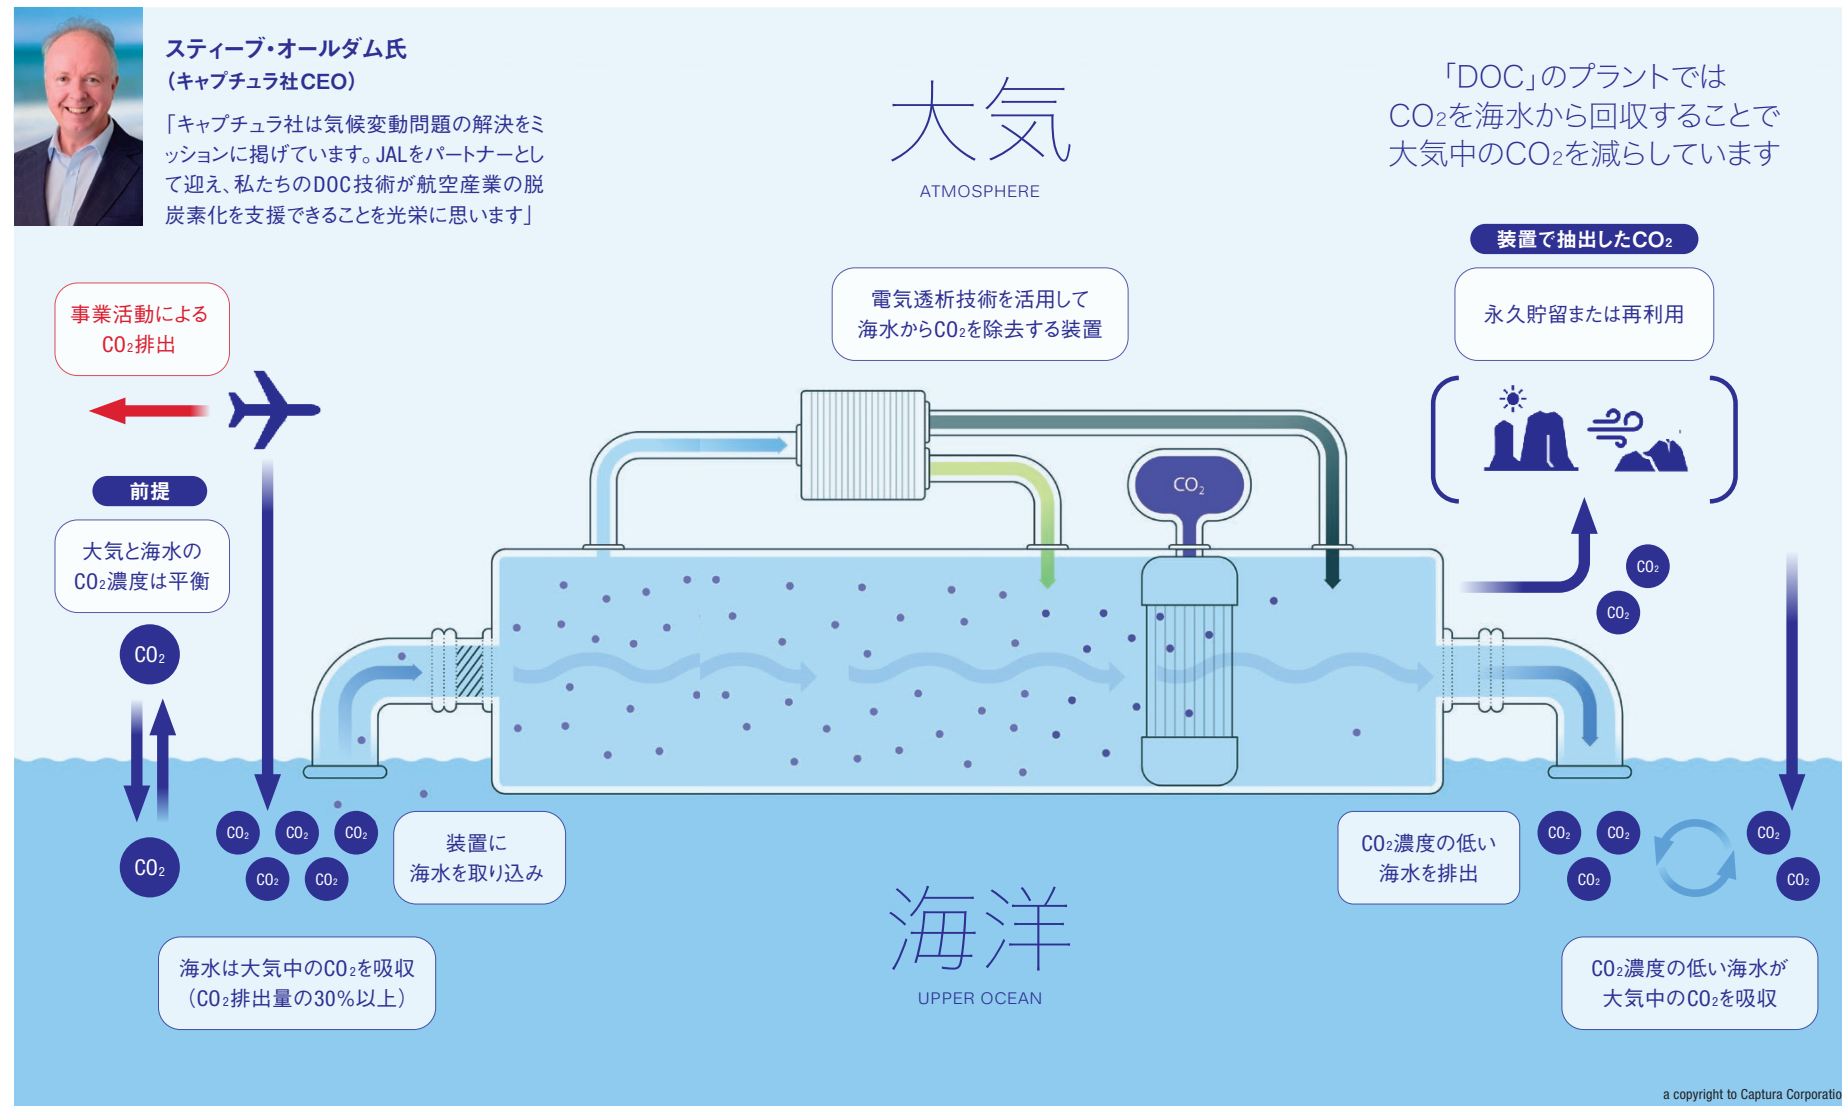 スティーブ・オールダム氏
（キャプチュラ社CEO）
「キャプチュラ社は気候変動問題の解決をミ
ッションに掲げています。JALをパートナーとし
て迎え、私たちのDOC技術が航空産業の脱
炭素化を支援できることを光栄に思います」
大気
ATMOSPHERE
「DOC」のプラントでは
CO₂を海水から回収することで
大気中のCO₂を減らしています
装置で抽出したCO₂
永久貯留または再利用
電気透析技術を活用して
海水からCO₂を除去する装置
事業活動による
CO₂排出
前提
大気と海水の
CO₂濃度は平衡
CO₂
CO₂
CO₂
CO₂
CO₂
CO₂
CO₂
CO₂
CO₂
CO₂
CO₂
CO₂
装置に
海水を取り込み
CO₂濃度の低い
海水を排出
CO₂
CO₂
CO₂
CO₂
CO₂
海洋
UPPER OCEAN
海水は大気中のCO₂を吸収
（CO₂排出量の30%以上）
CO₂濃度の低い海水が
大気中のCO₂を吸収
a copyright to Captura Corporatio